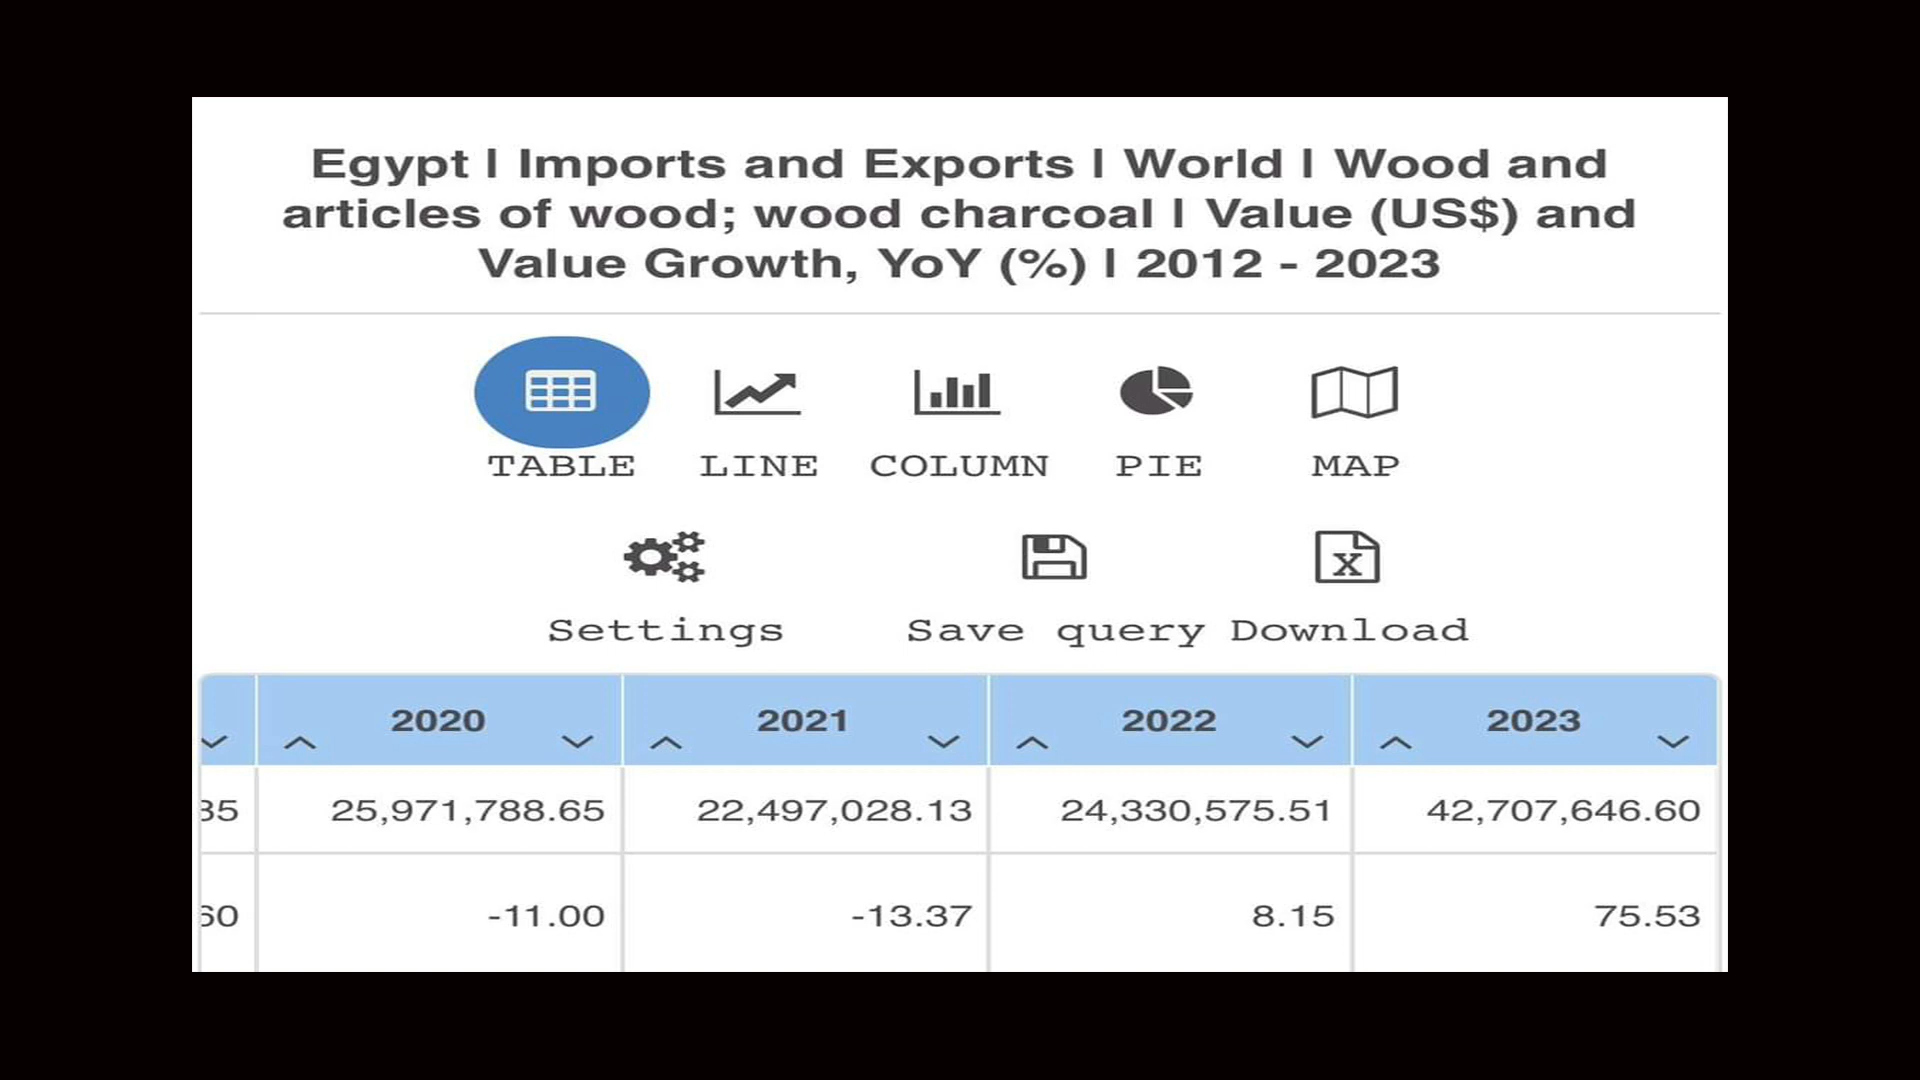 Egypt | Imports and Exports | World | Wood and
articles of wood; wood charcoal | Value (US$) and
Value Growth, YoY (%) | 2012 - 2023
TABLE LINE COLUMN PIE MAP
Settings Save query Download
2020 2021 2022 2023
35 25,971,788.65 22,497,028.13 24,330,575.51 42,707,646.60
60 -11.00 -13.37 8.15 75.53